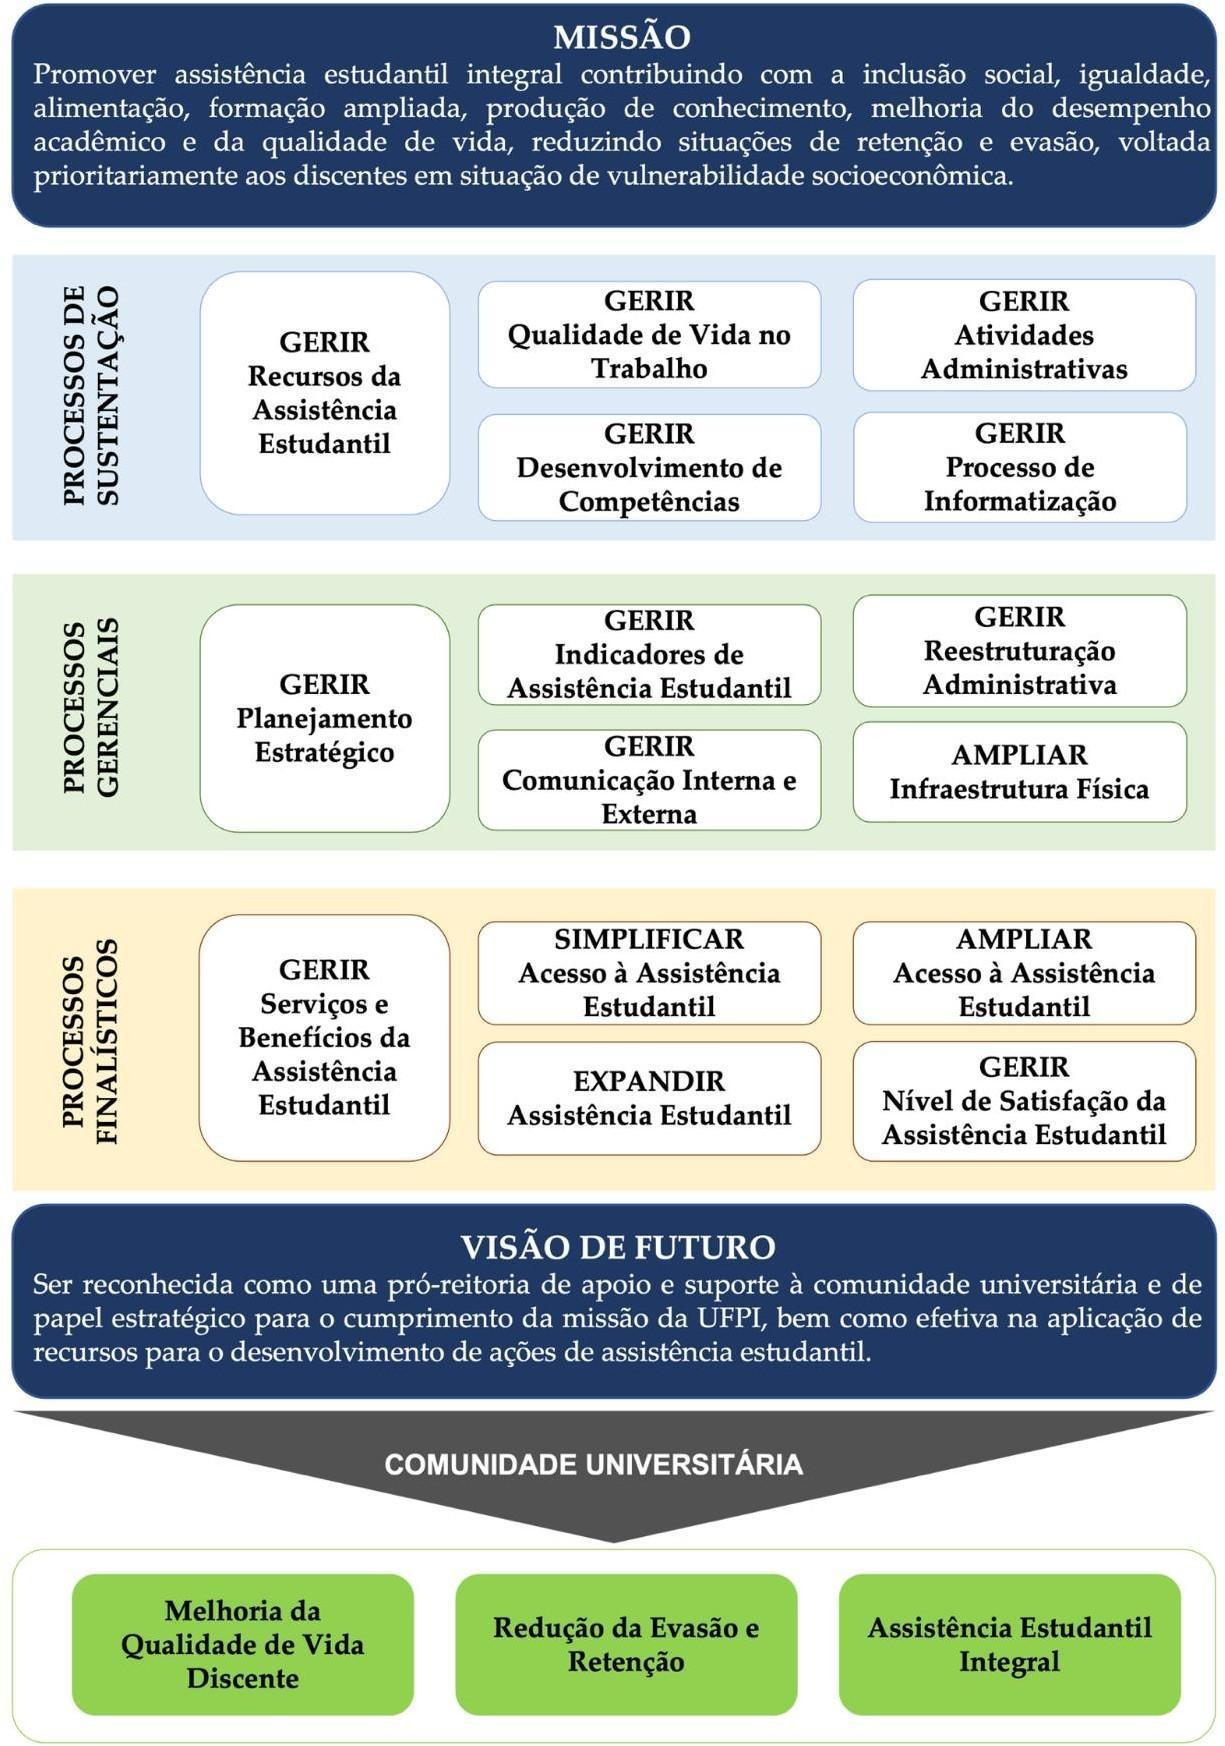 MISSÃO
Promover assistência estudantil integral contribuindo com a inclusão social, igualdade,
alimentação, formação ampliada, produção de conhecimento, melhoria do desempenho
acadêmico e da qualidade de vida, reduzindo situações de retenção e evasão, voltada
prioritariamente aos discentes em situação de vulnerabilidade socioeconômica.
PROCESSOS DE
SUSTENTAÇÃO
GERIR
Recursos da
Assistência
Estudantil
GERIR
Qualidade de Vida no
Trabalho
GERIR
Atividades
Administrativas
GERIR
Desenvolvimento de
Competências
GERIR
Processo de
Informatização
PROCESSOS
GERENCIAIS
GERIR
Planejamento
Estratégico
GERIR
Indicadores de
Assistência Estudantil
GERIR
Reestruturação
Administrativa
GERIR
Comunicação Interna e
Externa
AMPLIAR
Infraestrutura Física
PROCESSOS
FINALÍSTICOS
GERIR
Serviços e
Benefícios da
Assistência
Estudantil
SIMPLIFICAR
Acesso à Assistência
Estudantil
AMPLIAR
Acesso à Assistência
Estudantil
EXPANDIR
Assistência Estudantil
GERIR
Nível de Satisfação da
Assistência Estudantil
VISÃO DE FUTURO
Ser reconhecida como uma pró-reitoria de apoio e suporte à comunidade universitária e de
papel estratégico para o cumprimento da missão da UFPI, bem como efetiva na aplicação de
recursos para o desenvolvimento de ações de assistência estudantil.
COMUNIDADE UNIVERSITÁRIA
Melhoria da
Qualidade de Vida
Discente
Redução da Evasão e
Retenção
Assistência Estudantil
Integral